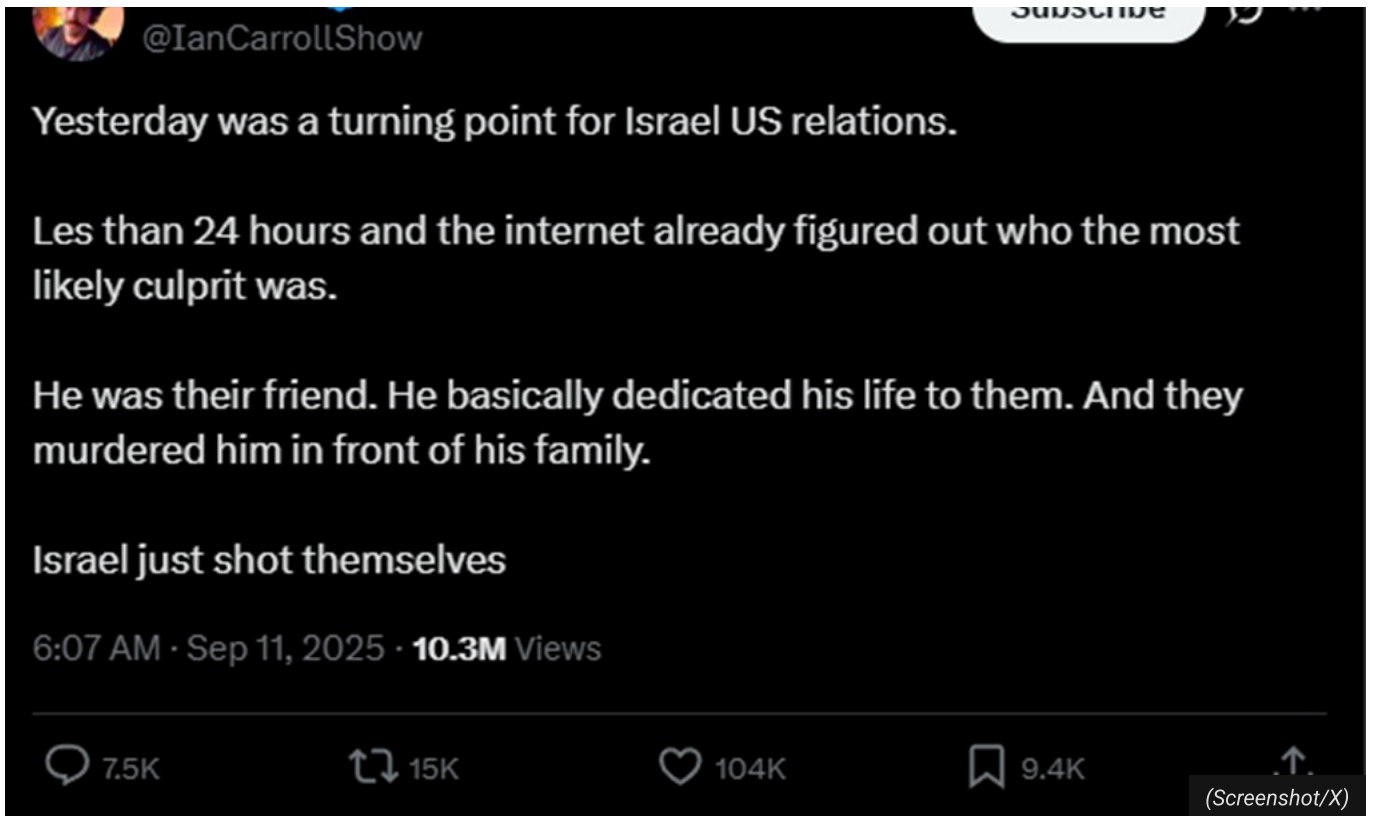 @IanCarrollShow
Subscribe
Yesterday was a turning point for Israel US relations.
Les than 24 hours and the internet already figured out who the most
likely culprit was.
He was their friend. He basically dedicated his life to them. And they
murdered him in front of his family.
Israel just shot themselves
6:07 AM · Sep 11, 2025 · 10.3M Views
7.5K 15K 104K 9.4K
(Screenshot/X)